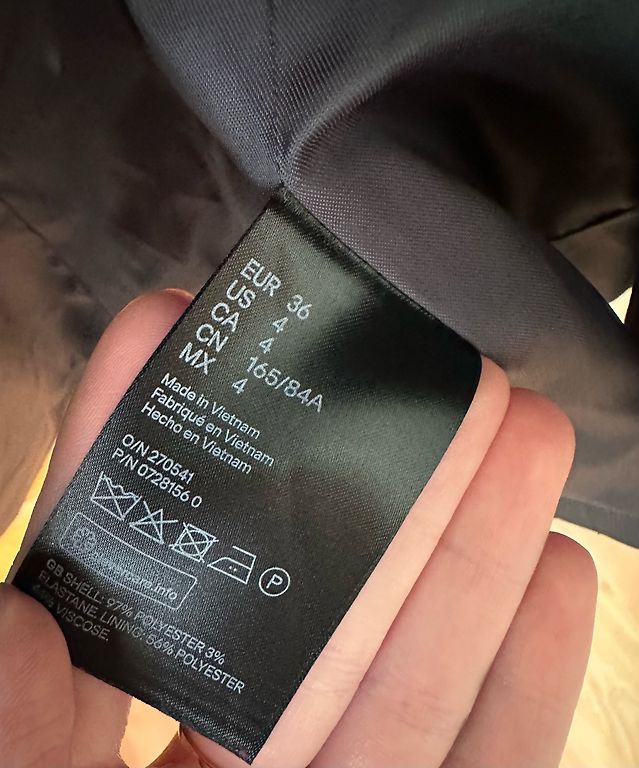 EUR 36
US 4
CA 4
CN 165/84A
MX 4
Made in Vietnam
Fabriqué en Vietnam
Hecho en Vietnam
O/N 270541
P/N 0728156 0
P
GB SHELL: 97% POLYESTER 3%
ELASTANE. LINING: 56% POLYESTER
VISCOSE.